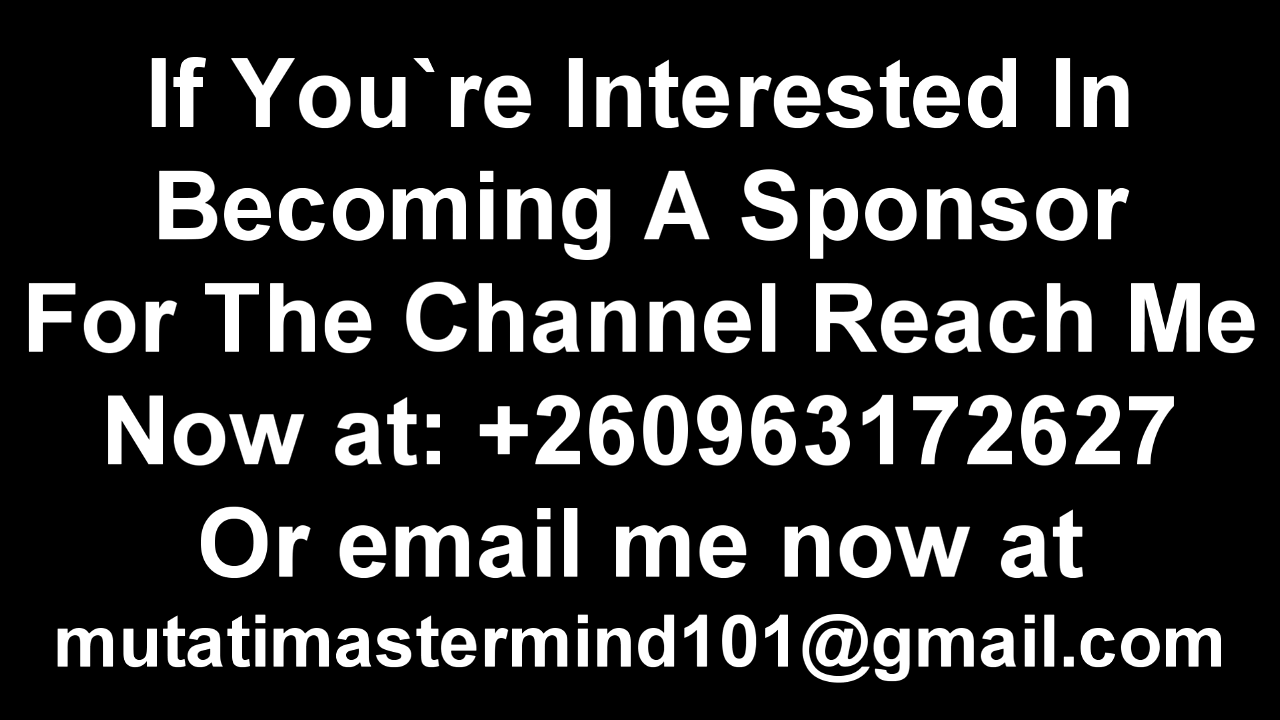 If You`re Interested In
Becoming A Sponsor
For The Channel Reach Me
Now at: +260963172627
Or email me now at
mutatimastermind101@gmail.com